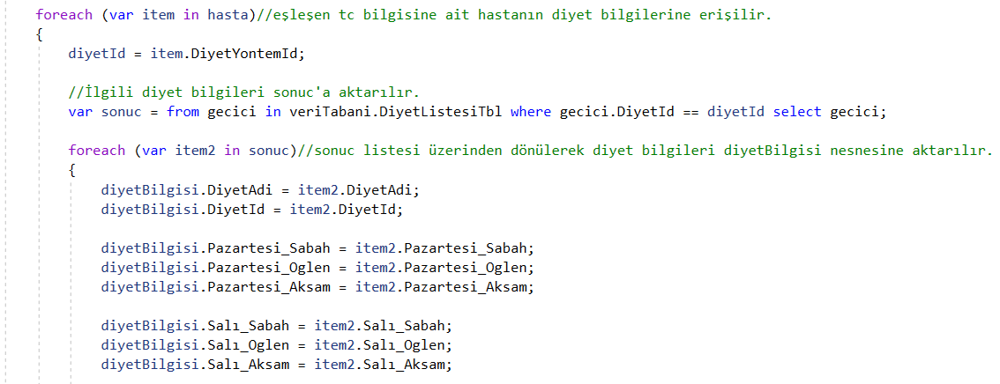 foreach (var item in hasta)//eşleşen tc bilgisine ait hastanın diyet bilgilerine erişilir.
{
diyetId = item.DiyetYontemId;
//İlgili diyet bilgileri sonuc'a aktarılır.
var sonuc = from gecici in veriTabani.DiyetListesiTbl where gecici.DiyetId == diyetId select gecici;
foreach (var item2 in sonuc)//sonuc listesi üzerinden dönülerek diyet bilgileri diyetBilgisi nesnesine aktarılır.
{
diyetBilgisi.DiyetAdi = item2.DiyetAdi;
diyetBilgisi.DiyetId = item2.DiyetId;
diyetBilgisi.Pazartesi_Sabah = item2.Pazartesi_Sabah;
diyetBilgisi.Pazartesi_Oglen = item2.Pazartesi_Oglen;
diyetBilgisi.Pazartesi_Aksam = item2.Pazartesi_Aksam;
diyetBilgisi.Salı_Sabah = item2.Salı_Sabah;
diyetBilgisi.Salı_Oglen = item2.Salı_Oglen;
diyetBilgisi.Salı_Aksam = item2.Salı_Aksam;